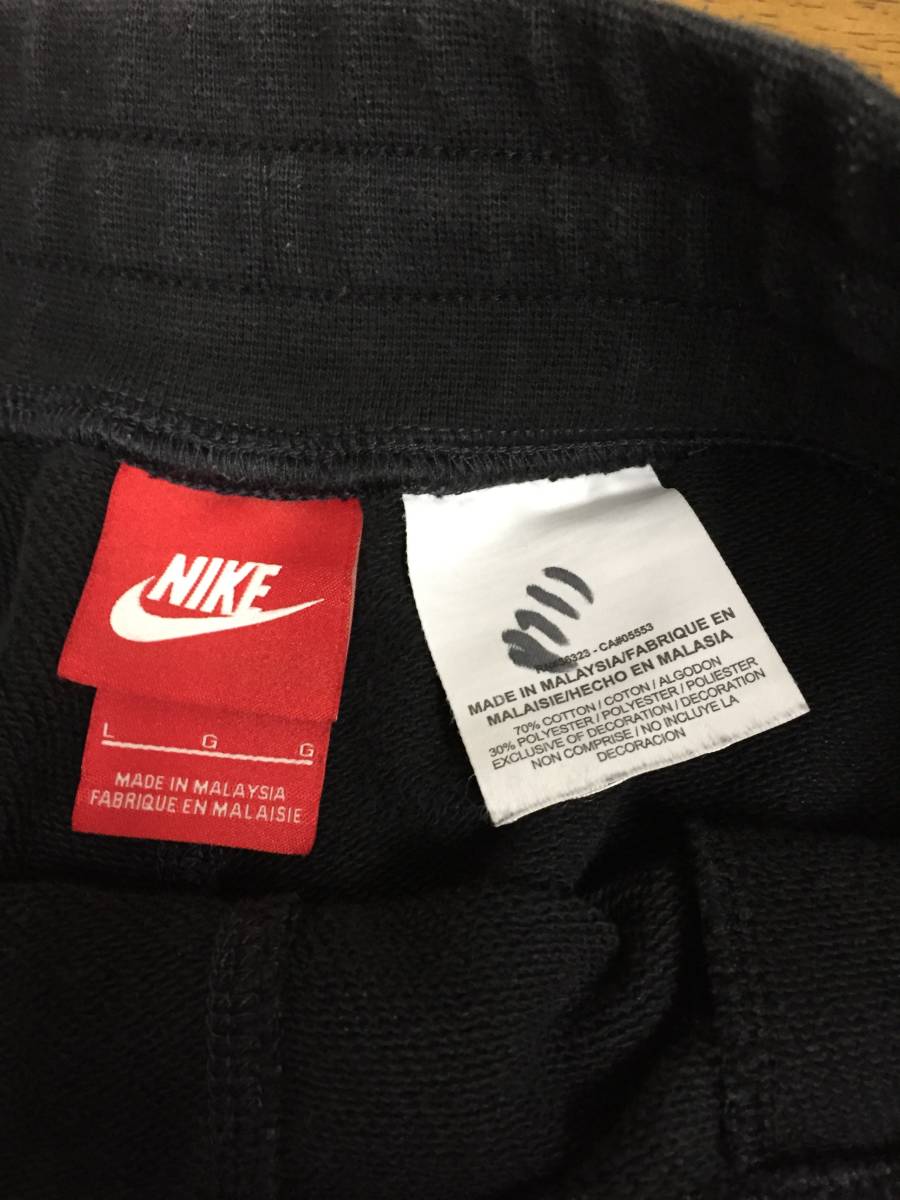 NIKE
L G G
MADE IN MALAYSIA
FABRIQUE EN MALAISIE
CA#05553
MADE IN MALAYSIA/FABRIQUE EN
MALAISIE/HECHO EN MALASIA
70% COTTON / COTON / ALGODON
30% POLYESTER / POLYESTER / POLIESTER
EXCLUSIVE OF DECORATION / DECORATION
NON COMPRISE / NO INCLUYE LA
DECORACION